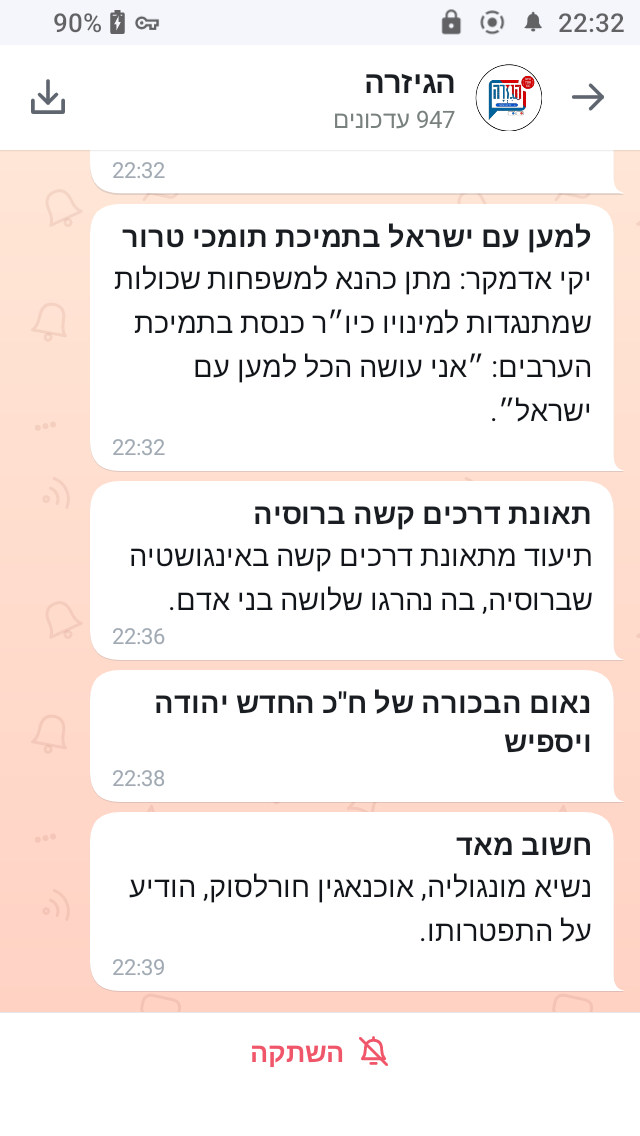 90%
22:32
הגיזרה
947 עדכונים
22:32
למען עם ישראל בתמיכת תומכי טרור
יקי אדמקר: מתן כהנא למשפחות שכולות
שמתנגדות למינויו כיו״ר כנסת בתמיכת
הערבים: ״אני עושה הכל למען עם
ישראל״.
22:32
תאונת דרכים קשה ברוסיה
תיעוד מתאונת דרכים קשה באינגושטיה
שברוסיה, בה נהרגו שלושה בני אדם.
22:36
נאום הבכורה של ח"כ החדש יהודה
ויספיש
22:38
חשוב מאד
נשיא מונגוליה, אוכנאגין חורלסוק, הודיע
על התפטרותו.
22:39
השתקה